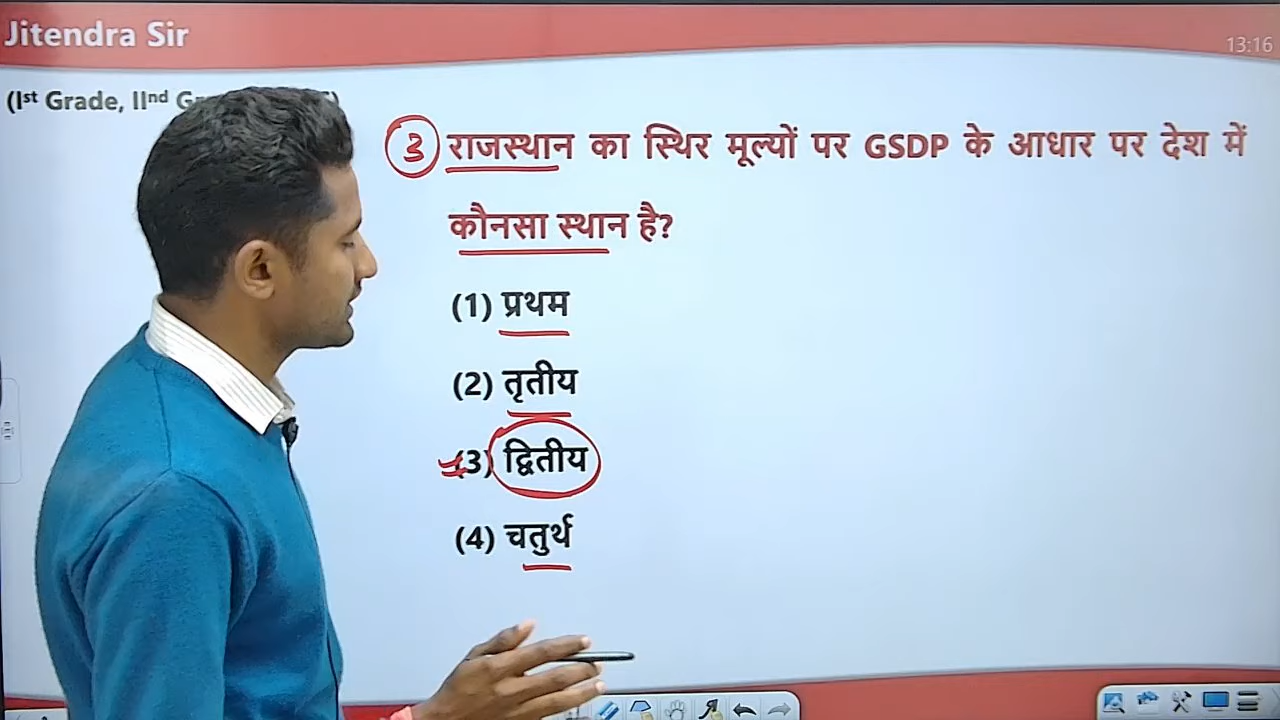 Jitendra Sir
13:16
(Ist Grade, IInd
3 राजस्थान का स्थिर मूल्यों पर GSDP के आधार पर देश में
कौनसा स्थान है?
(1) प्रथम
(2) तृतीय
(3) द्वितीय
(4) चतुर्थ